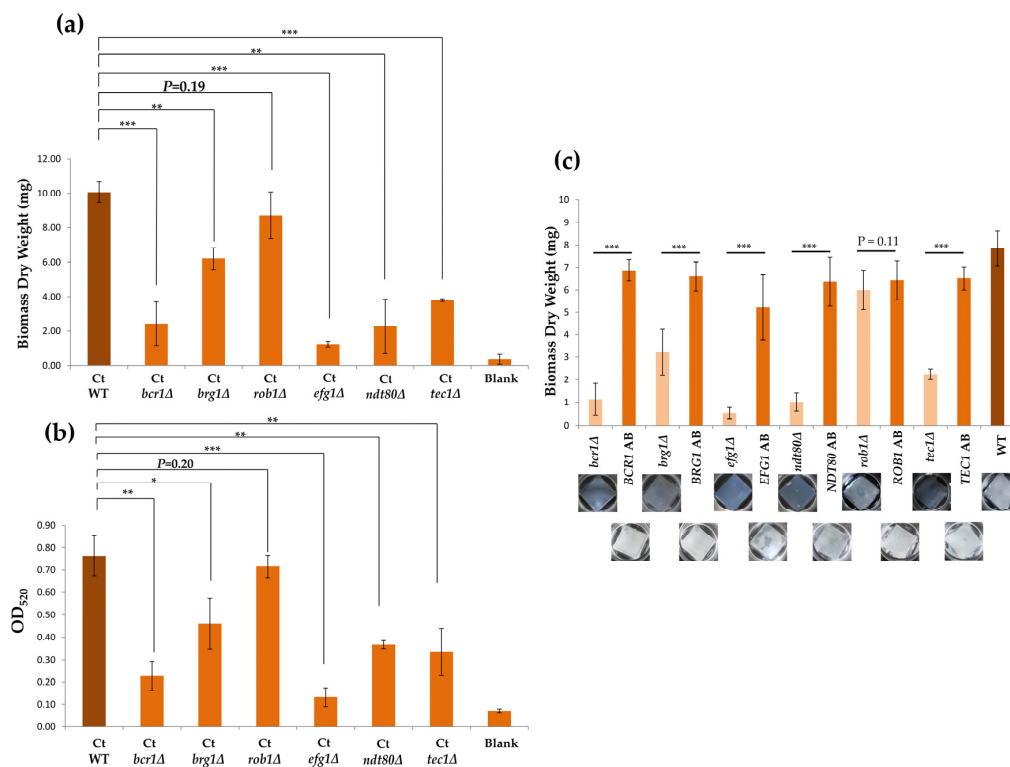 (a)
***
**
***
P=0.19
**
***
Biomass Dry Weight (mg)
12.00
10.00
8.00
6.00
4.00
2.00
0.00
Ct Ct Ct Ct Ct Ct Ct Blank
WT bcr1Δ brg1Δ rob1Δ efg1Δ ndt80Δ tec1Δ
(b)
**
**
***
P=0.20
*
**
OD520
0.90
0.80
0.70
0.60
0.50
0.40
0.30
0.20
0.10
0.00
Ct Ct Ct Ct Ct Ct Ct Blank
WT bcr1Δ brg1Δ rob1Δ efg1Δ ndt80Δ tec1Δ
(c)
Biomass Dry Weight (mg)
10
9
8
7
6
5
4
3
2
1
0
*** *** *** *** P = 0.11 ***
bcr1Δ
BCR1 AB
brg1Δ
BRG1 AB
efg1Δ
EFG1 AB
ndt80Δ
NDT80 AB
rob1Δ
ROB1 AB
tec1Δ
TEC1 AB
WT